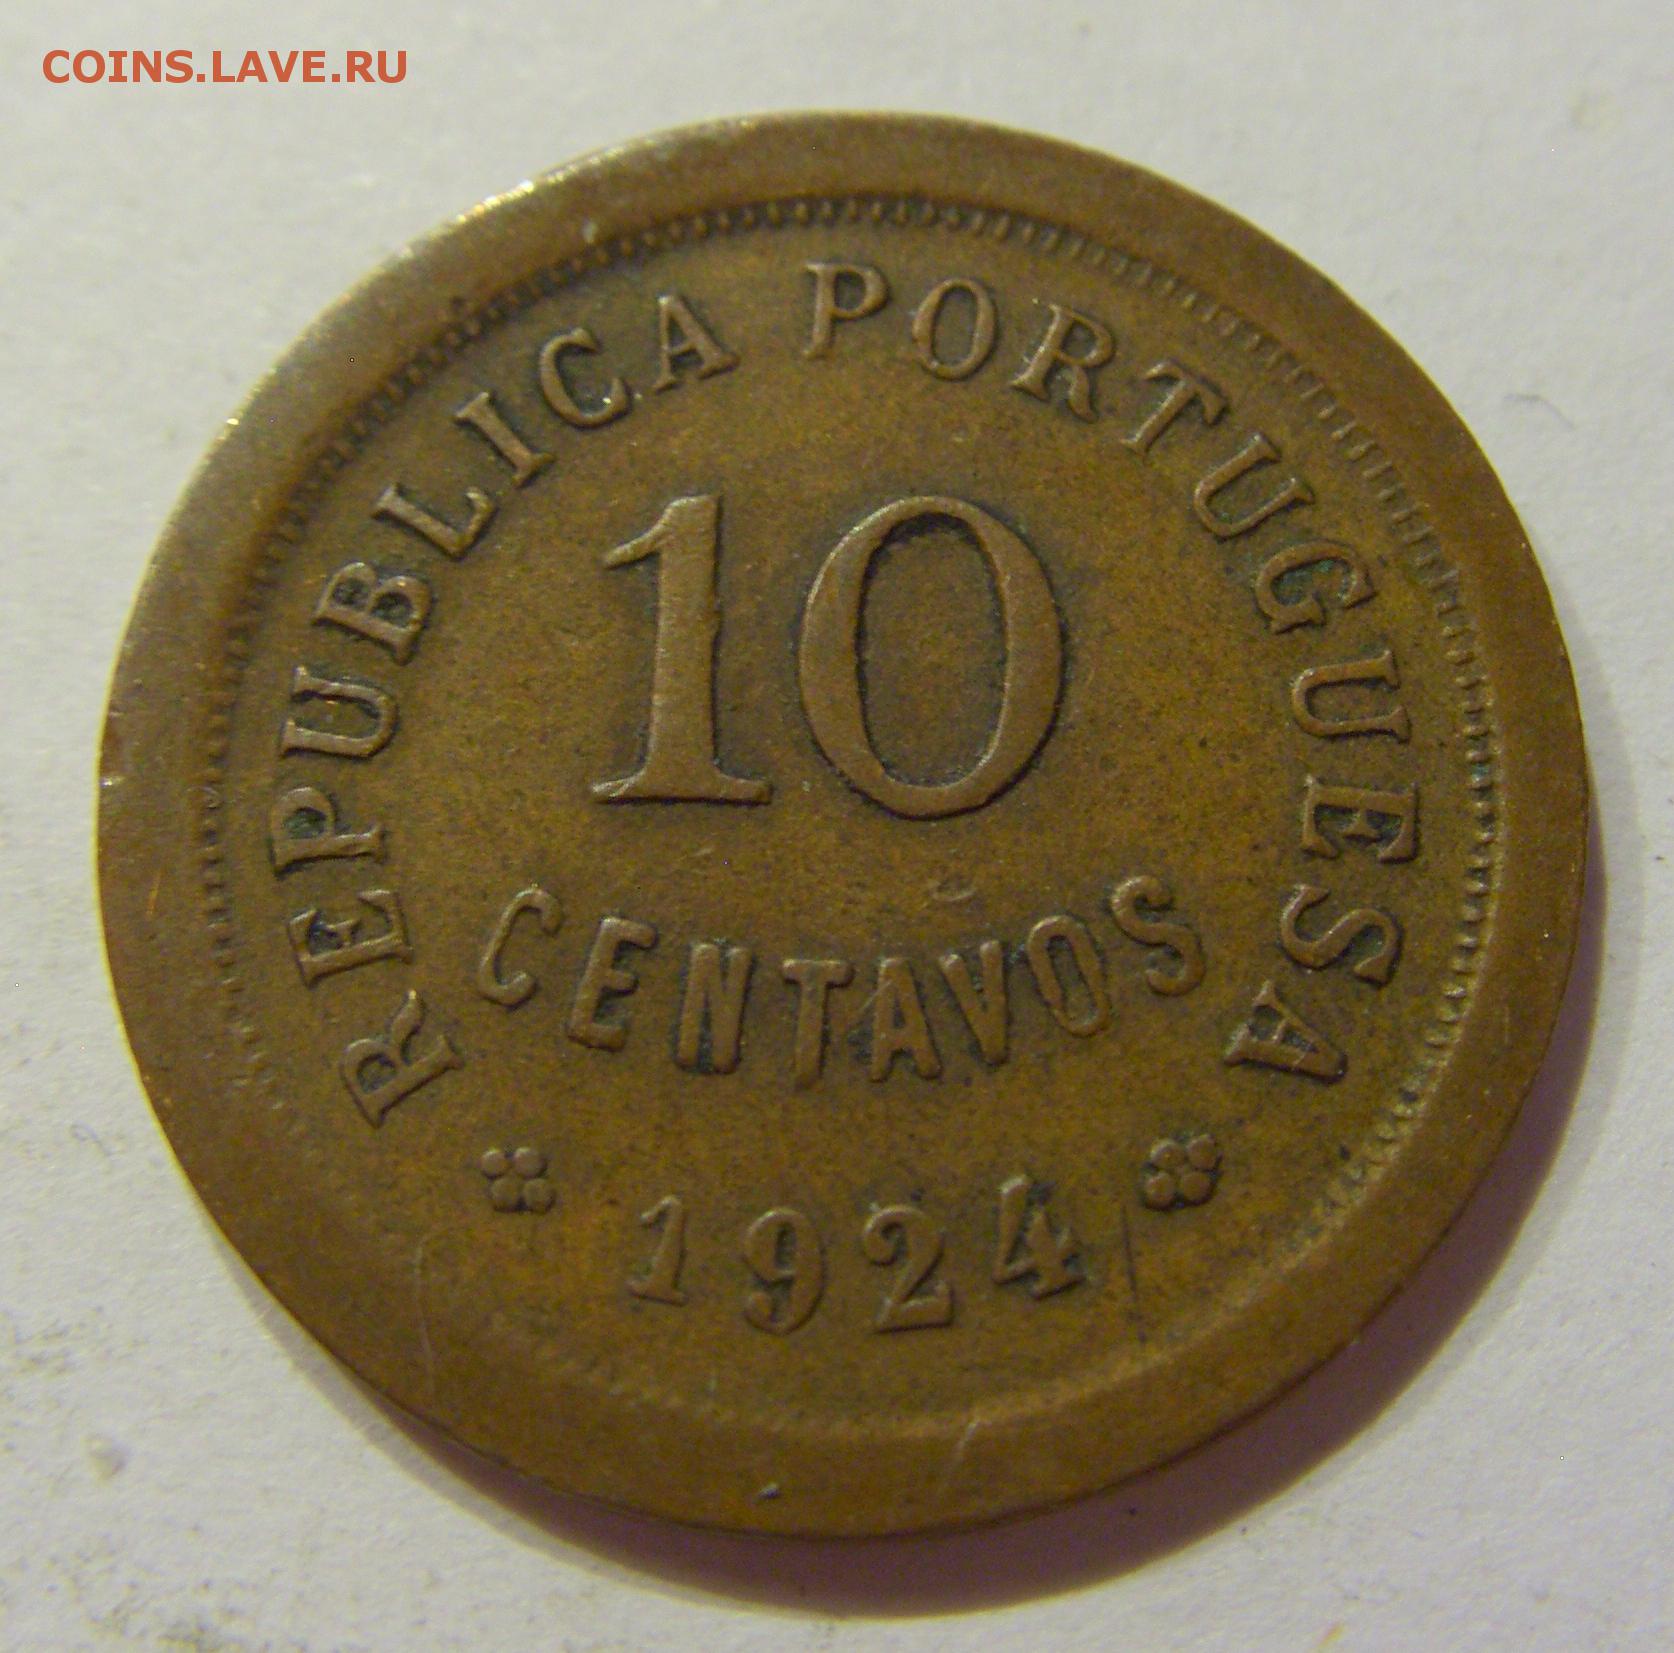 COINS.LAVE.RU
REPUBLICA PORTUGUESA
10
CENTAVOS
1924